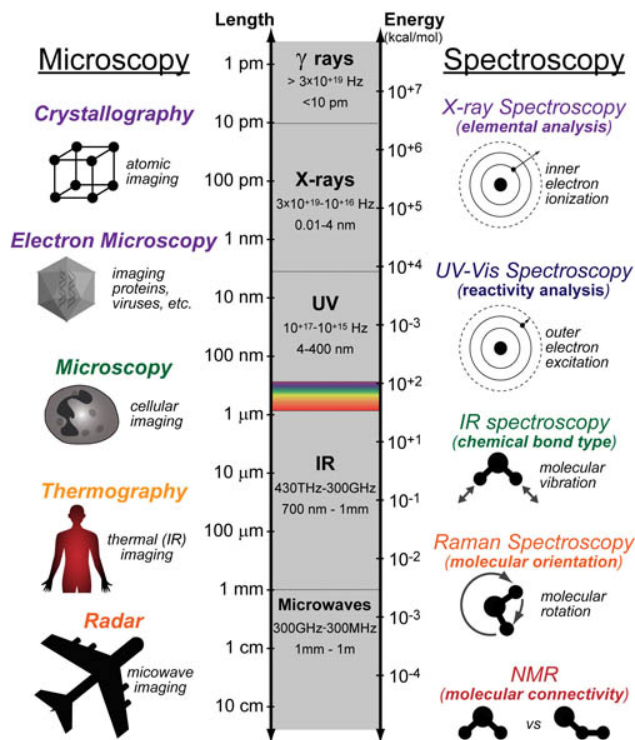 Microscopy
Crystallography
atomic
imaging
Electron Microscopy
imaging
proteins,
viruses, etc.
Microscopy
cellular
imaging
Thermography
thermal (IR)
imaging
Radar
micowave
imaging
Length
1 pm
10 pm
100 pm
1 nm
10 nm
100 nm
1 μm
10 μm
100 μm
1 mm
1 cm
10 cm
γ rays
> 3x10⁺¹⁹ Hz
<10 pm
X-rays
3x10⁺¹⁹-10⁺¹⁶ Hz
0.01-4 nm
UV
10⁺¹⁷-10⁺¹⁵ Hz
4-400 nm
IR
430THz-300GHz
700 nm - 1mm
Microwaves
300GHz-300MHz
1mm - 1m
Energy
(kcal/mol)
10⁺⁷
10⁺⁶
10⁺⁵
10⁺⁴
10⁻³
10⁺²
10⁺¹
10⁻¹
10⁻²
10⁻³
10⁻⁴
Spectroscopy
X-ray Spectroscopy
(elemental analysis)
inner
electron
ionization
UV-Vis Spectroscopy
(reactivity analysis)
outer
electron
excitation
IR spectroscopy
(chemical bond type)
molecular
vibration
Raman Spectroscopy
(molecular orientation)
molecular
rotation
NMR
(molecular connectivity)
vs